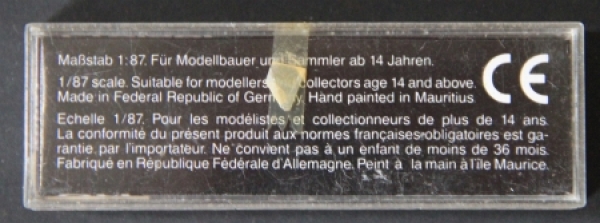 Maßstab 1:87. Für Modellbauer und Sammler ab 14 Jahren.
1/87 scale. Suitable for modellers collectors age 14 and above.
Made in Federal Republic of Germany. Hand painted in Mauritius
Echelle 1/87. Pour les modélistes et collectionneurs de plus de 14 ans.
La conformité du présent produit aux normes françaises obligatoires est ga-
rantie par l'importateur. Ne convient pas à un enfant de moins de 36 mois.
Fabriqué en République Fédérale d'Allemagne. Peint à la main à l'île Maurice.
CE